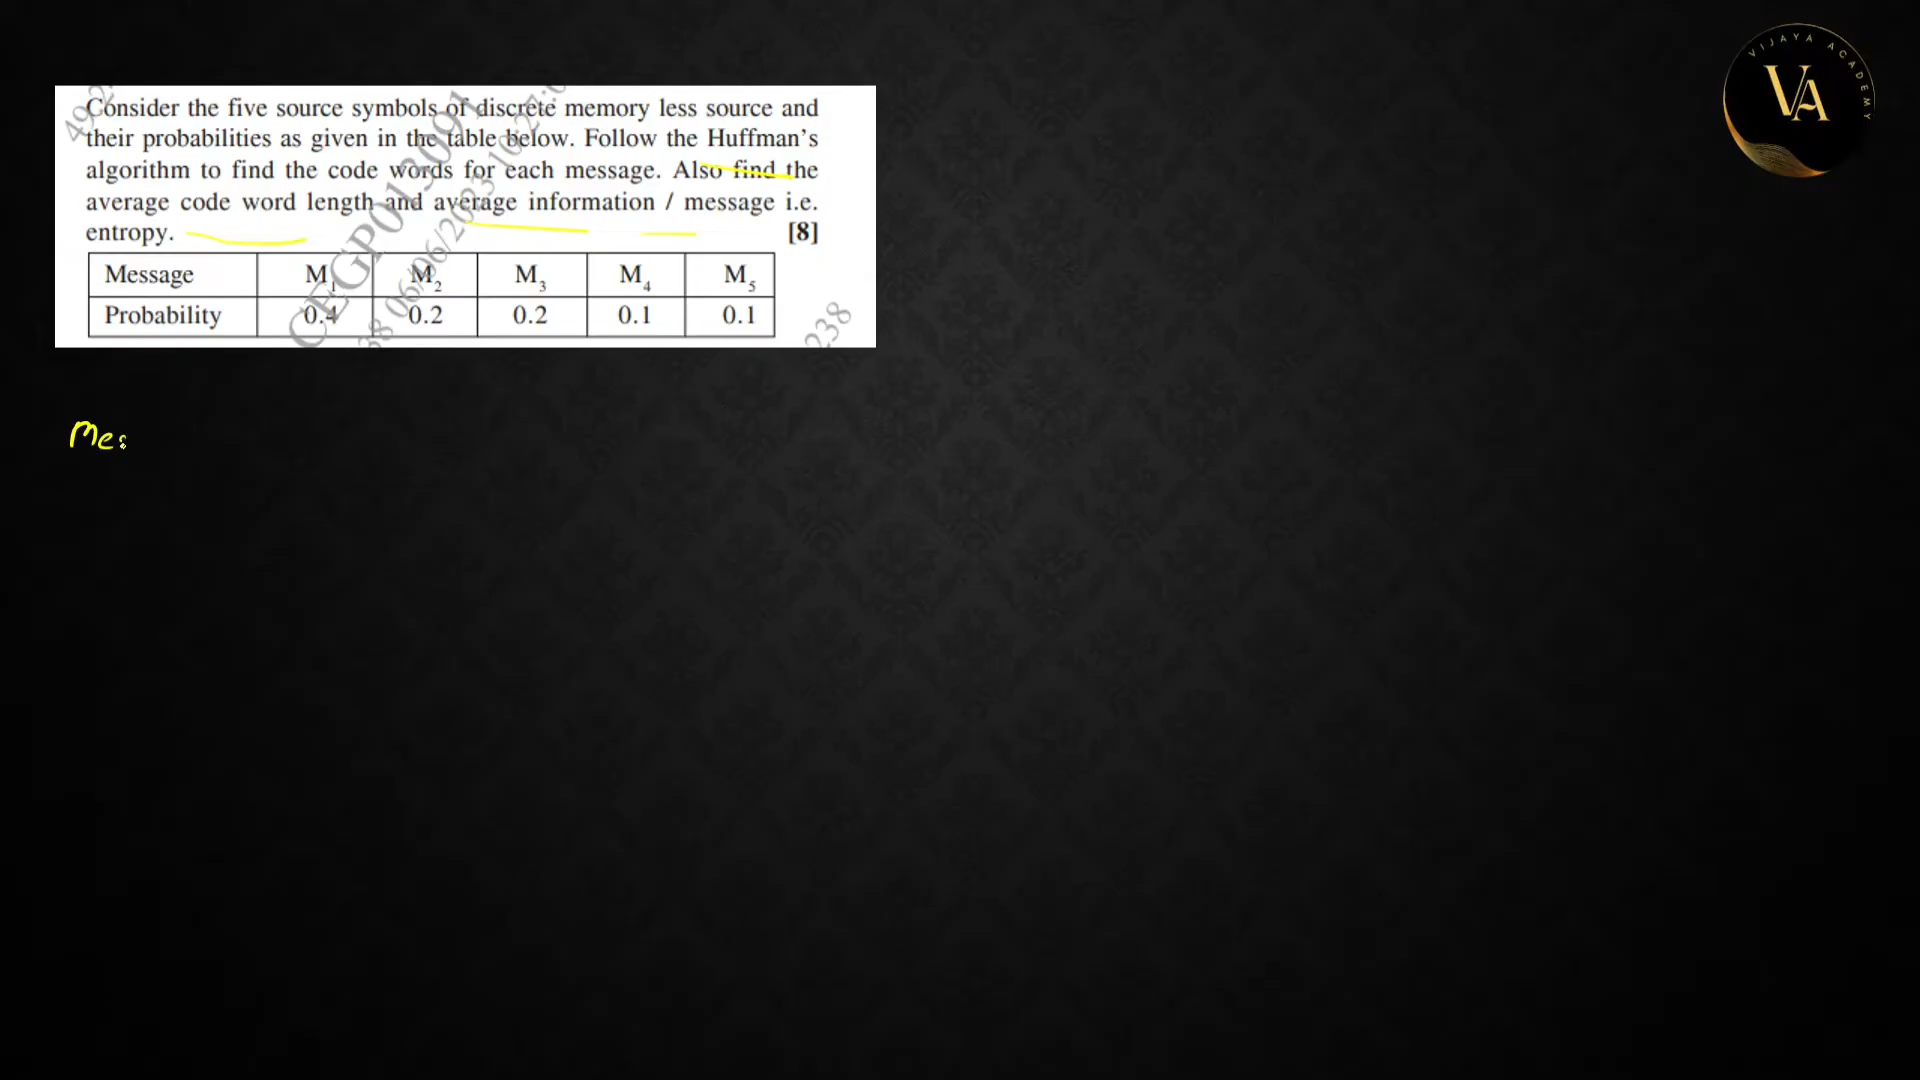 VIJAYA ACADEMY
VA
Consider the five source symbols of discrete memory less source and
their probabilities as given in the table below. Follow the Huffman's
algorithm to find the code words for each message. Also find the
average code word length and average information / message i.e.
entropy. [8]
Message M1 M2 M3 M4 M5
Probability 0.4 0.2 0.2 0.1 0.1
CEGP013091
238
Mes